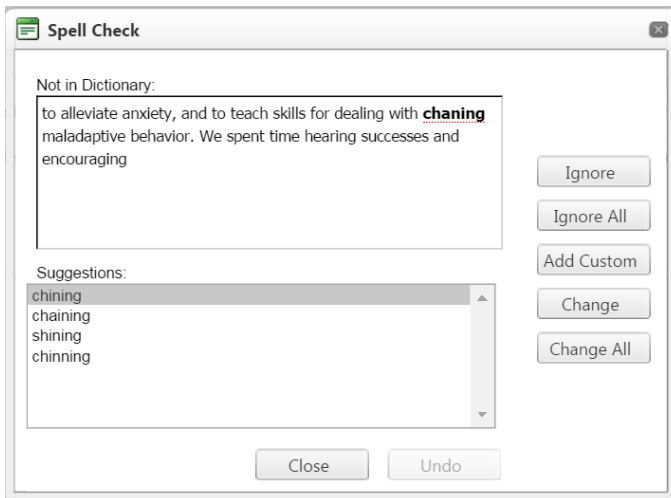 Spell Check
Not in Dictionary:
to alleviate anxiety, and to teach skills for dealing with chaning
maladaptive behavior. We spent time hearing successes and
encouraging
Ignore
Ignore All
Add Custom
Change
Change All
Suggestions:
chining
chaining
shining
chinning
Close
Undo